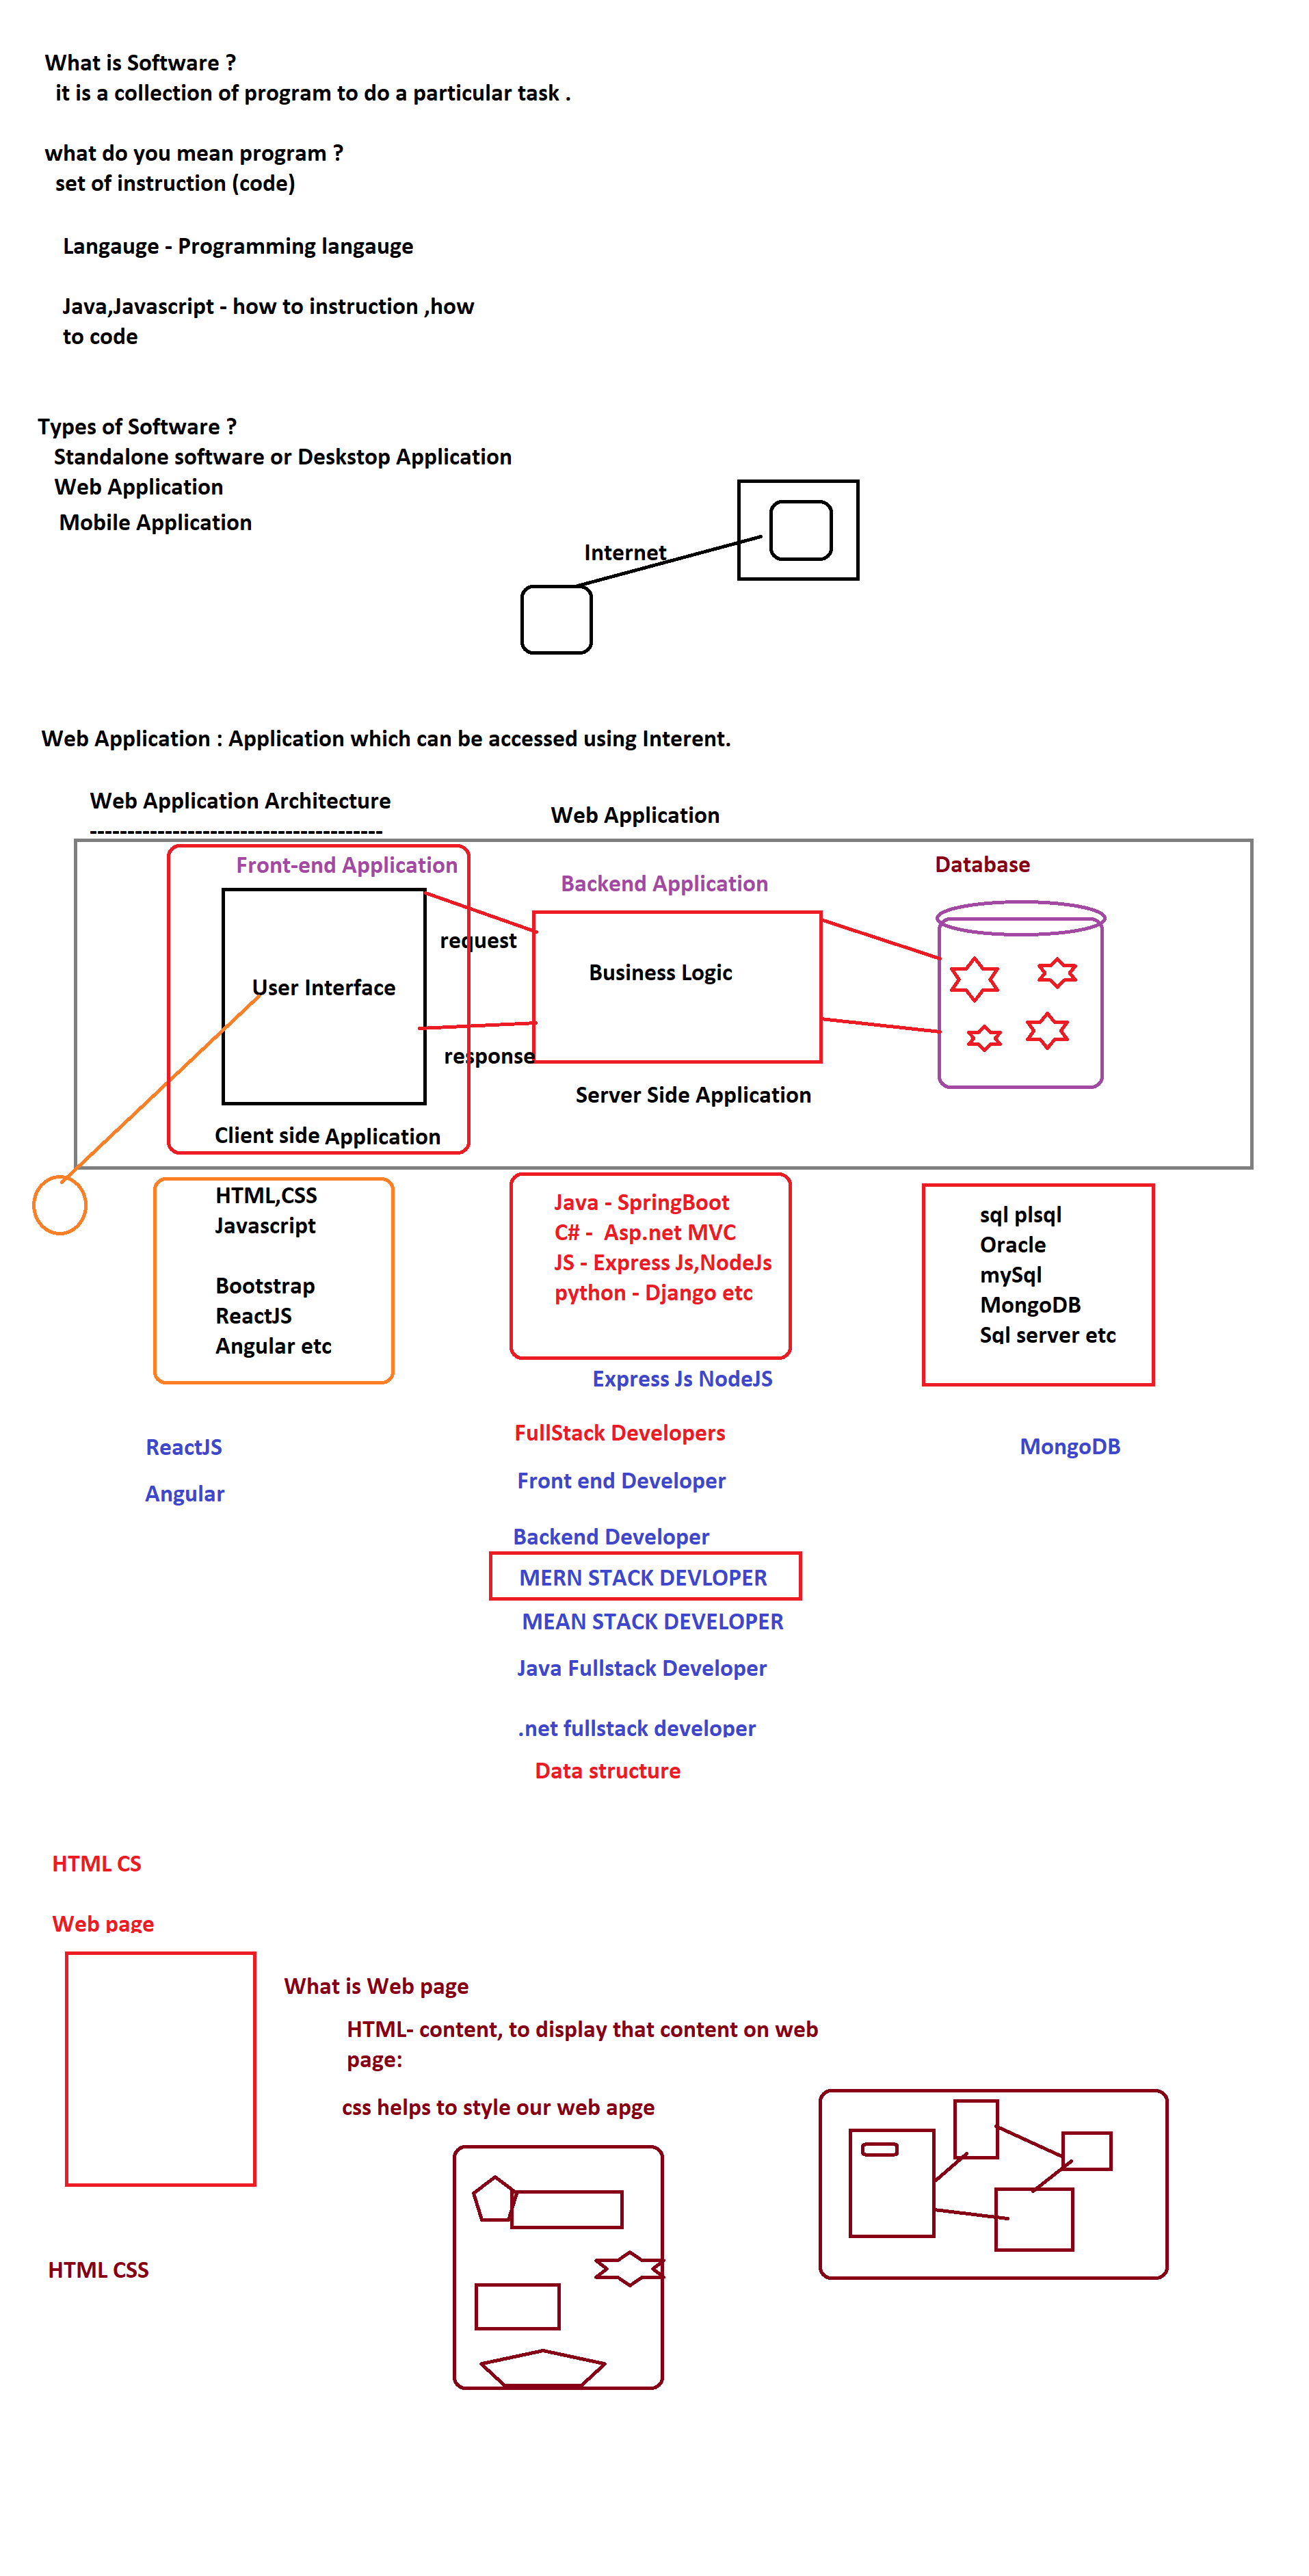 What is Software ?
it is a collection of program to do a particular task .
what do you mean program ?
set of instruction (code)
Langauge - Programming langauge
Java,Javascript - how to instruction ,how
to code
Types of Software ?
Standalone software or Deskstop Application
Web Application
Mobile Application
Internet
Web Application : Application which can be accessed using Interent.
Web Application Architecture
---------------------------------------
Web Application
Front-end Application
Backend Application
Database
request
User Interface
Business Logic
response
Server Side Application
Client side Application
HTML,CSS
Javascript
Bootstrap
ReactJS
Angular etc
Java - SpringBoot
C# - Asp.net MVC
JS - Express Js,NodeJs
python - Django etc
sql plsql
Oracle
mySql
MongoDB
Sql server etc
Express Js NodeJS
FullStack Developers
ReactJS
MongoDB
Front end Developer
Angular
Backend Developer
MERN STACK DEVLOPER
MEAN STACK DEVELOPER
Java Fullstack Developer
.net fullstack developer
Data structure
HTML CS
Web page
What is Web page
HTML- content, to display that content on web
page:
css helps to style our web apge
HTML CSS